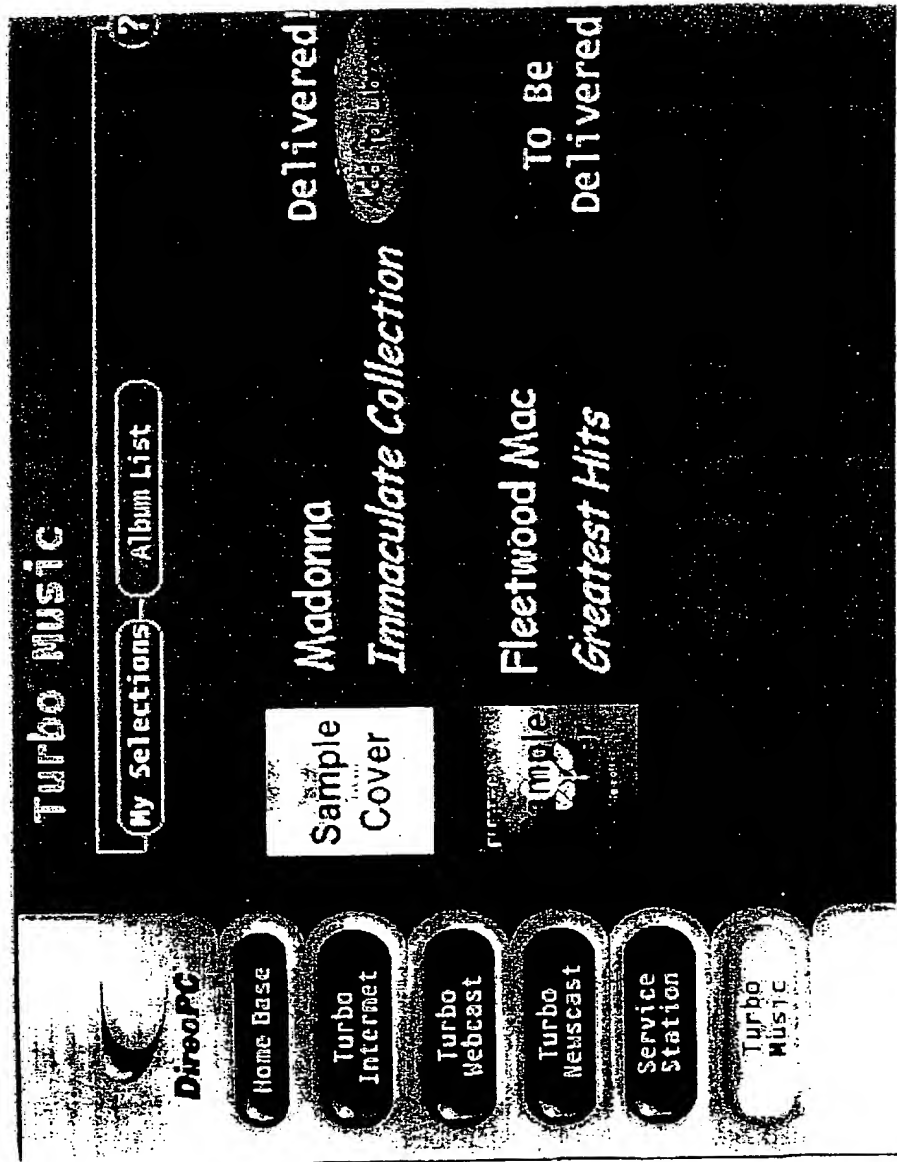 Turbo Music
My Selections
Album List
?
DirecPC
Home Base
Turbo
Internet
Turbo
Webcast
Turbo
Newscast
Service
Station
Turbo
Music
Sample
Cover
Madonna
Immaculate Collection
Delivered
Fleetwood Mac
Greatest Hits
To Be
Delivered